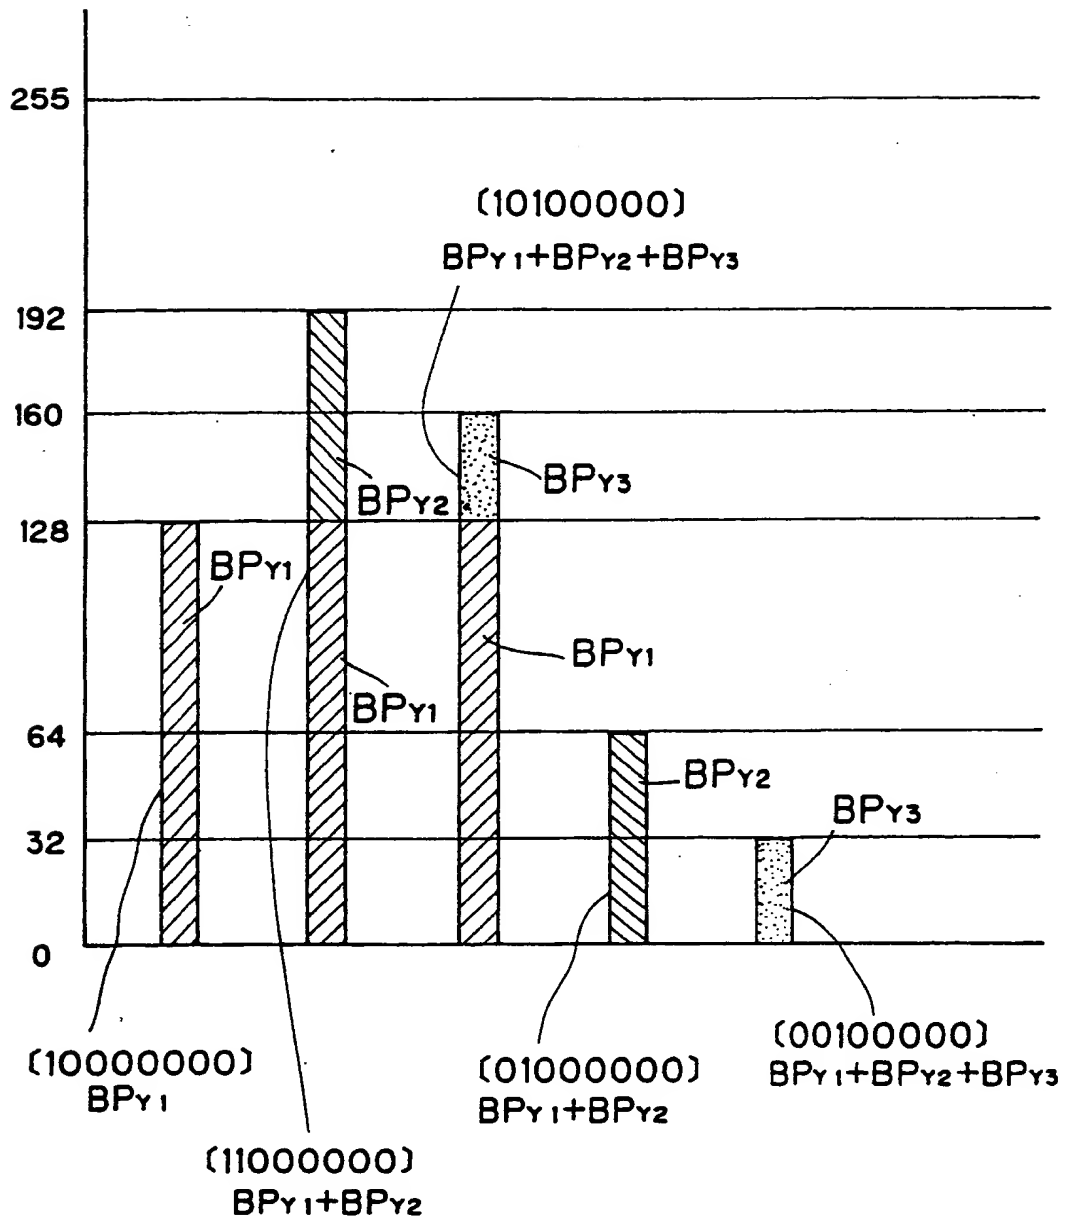 255
(10100000)
BPY1+BPY2+BPY3
192
160
BPY3
BPY2
128
BPY1
BPY1
BPY1
64
BPY2
BPY3
32
0
(00100000)
BPY1+BPY2+BPY3
(10000000)
BPY1
(01000000)
BPY1+BPY2
(11000000)
BPY1+BPY2